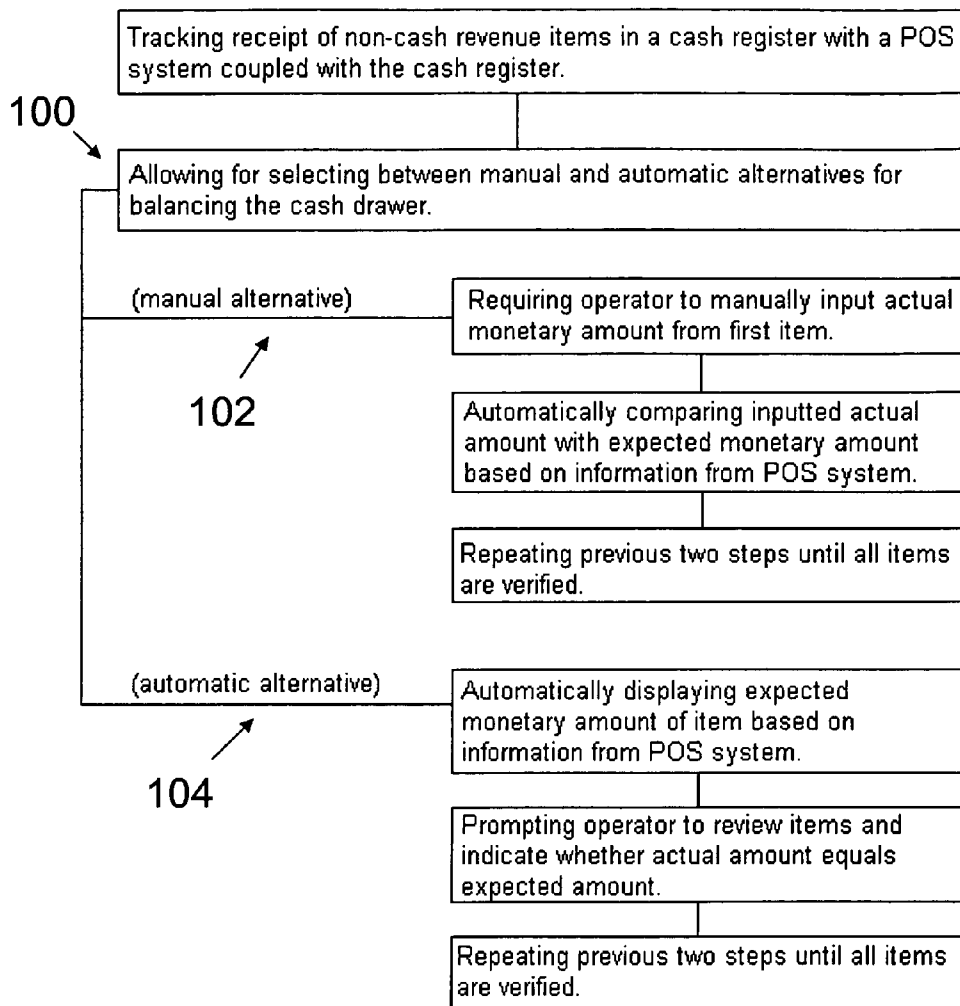 Tracking receipt of non-cash revenue items in a cash register with a POS
system coupled with the cash register.
100
Allowing for selecting between manual and automatic alternatives for
balancing the cash drawer.
(manual alternative)
102
Requiring operator to manually input actual
monetary amount from first item.
Automatically comparing inputted actual
amount with expected monetary amount
based on information from POS system.
Repeating previous two steps until all items
are verified.
(automatic alternative)
104
Automatically displaying expected
monetary amount of item based on
information from POS system.
Prompting operator to review items and
indicate whether actual amount equals
expected amount.
Repeating previous two steps until all items
are verified.